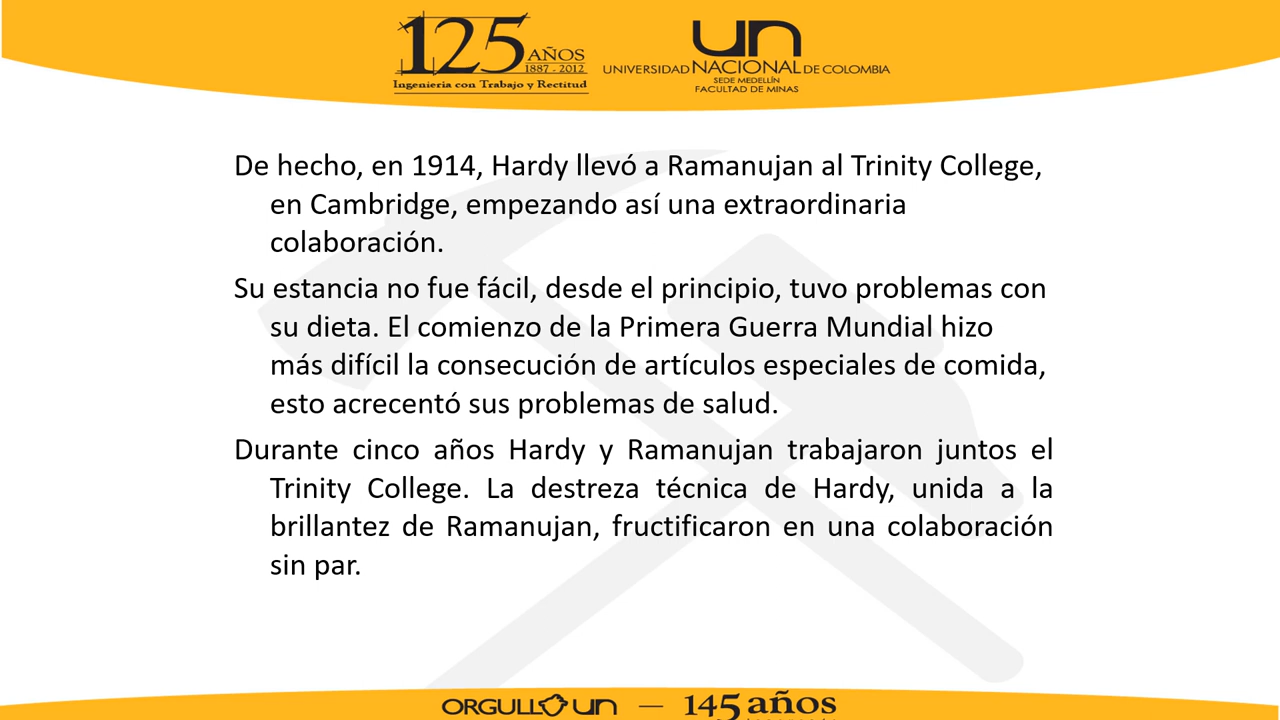 125 AÑOS
1887 - 2012
Ingeniería con Trabajo y Rectitud
un
UNIVERSIDAD NACIONAL DE COLOMBIA
SEDE MEDELLÍN
FACULTAD DE MINAS
De hecho, en 1914, Hardy llevó a Ramanujan al Trinity College,
en Cambridge, empezando así una extraordinaria
colaboración.
Su estancia no fue fácil, desde el principio, tuvo problemas con
su dieta. El comienzo de la Primera Guerra Mundial hizo
más difícil la consecución de artículos especiales de comida,
esto acrecentó sus problemas de salud.
Durante cinco años Hardy y Ramanujan trabajaron juntos el
Trinity College. La destreza técnica de Hardy, unida a la
brillantez de Ramanujan, fructificaron en una colaboración
sin par.
ORGULLO un — 145 años